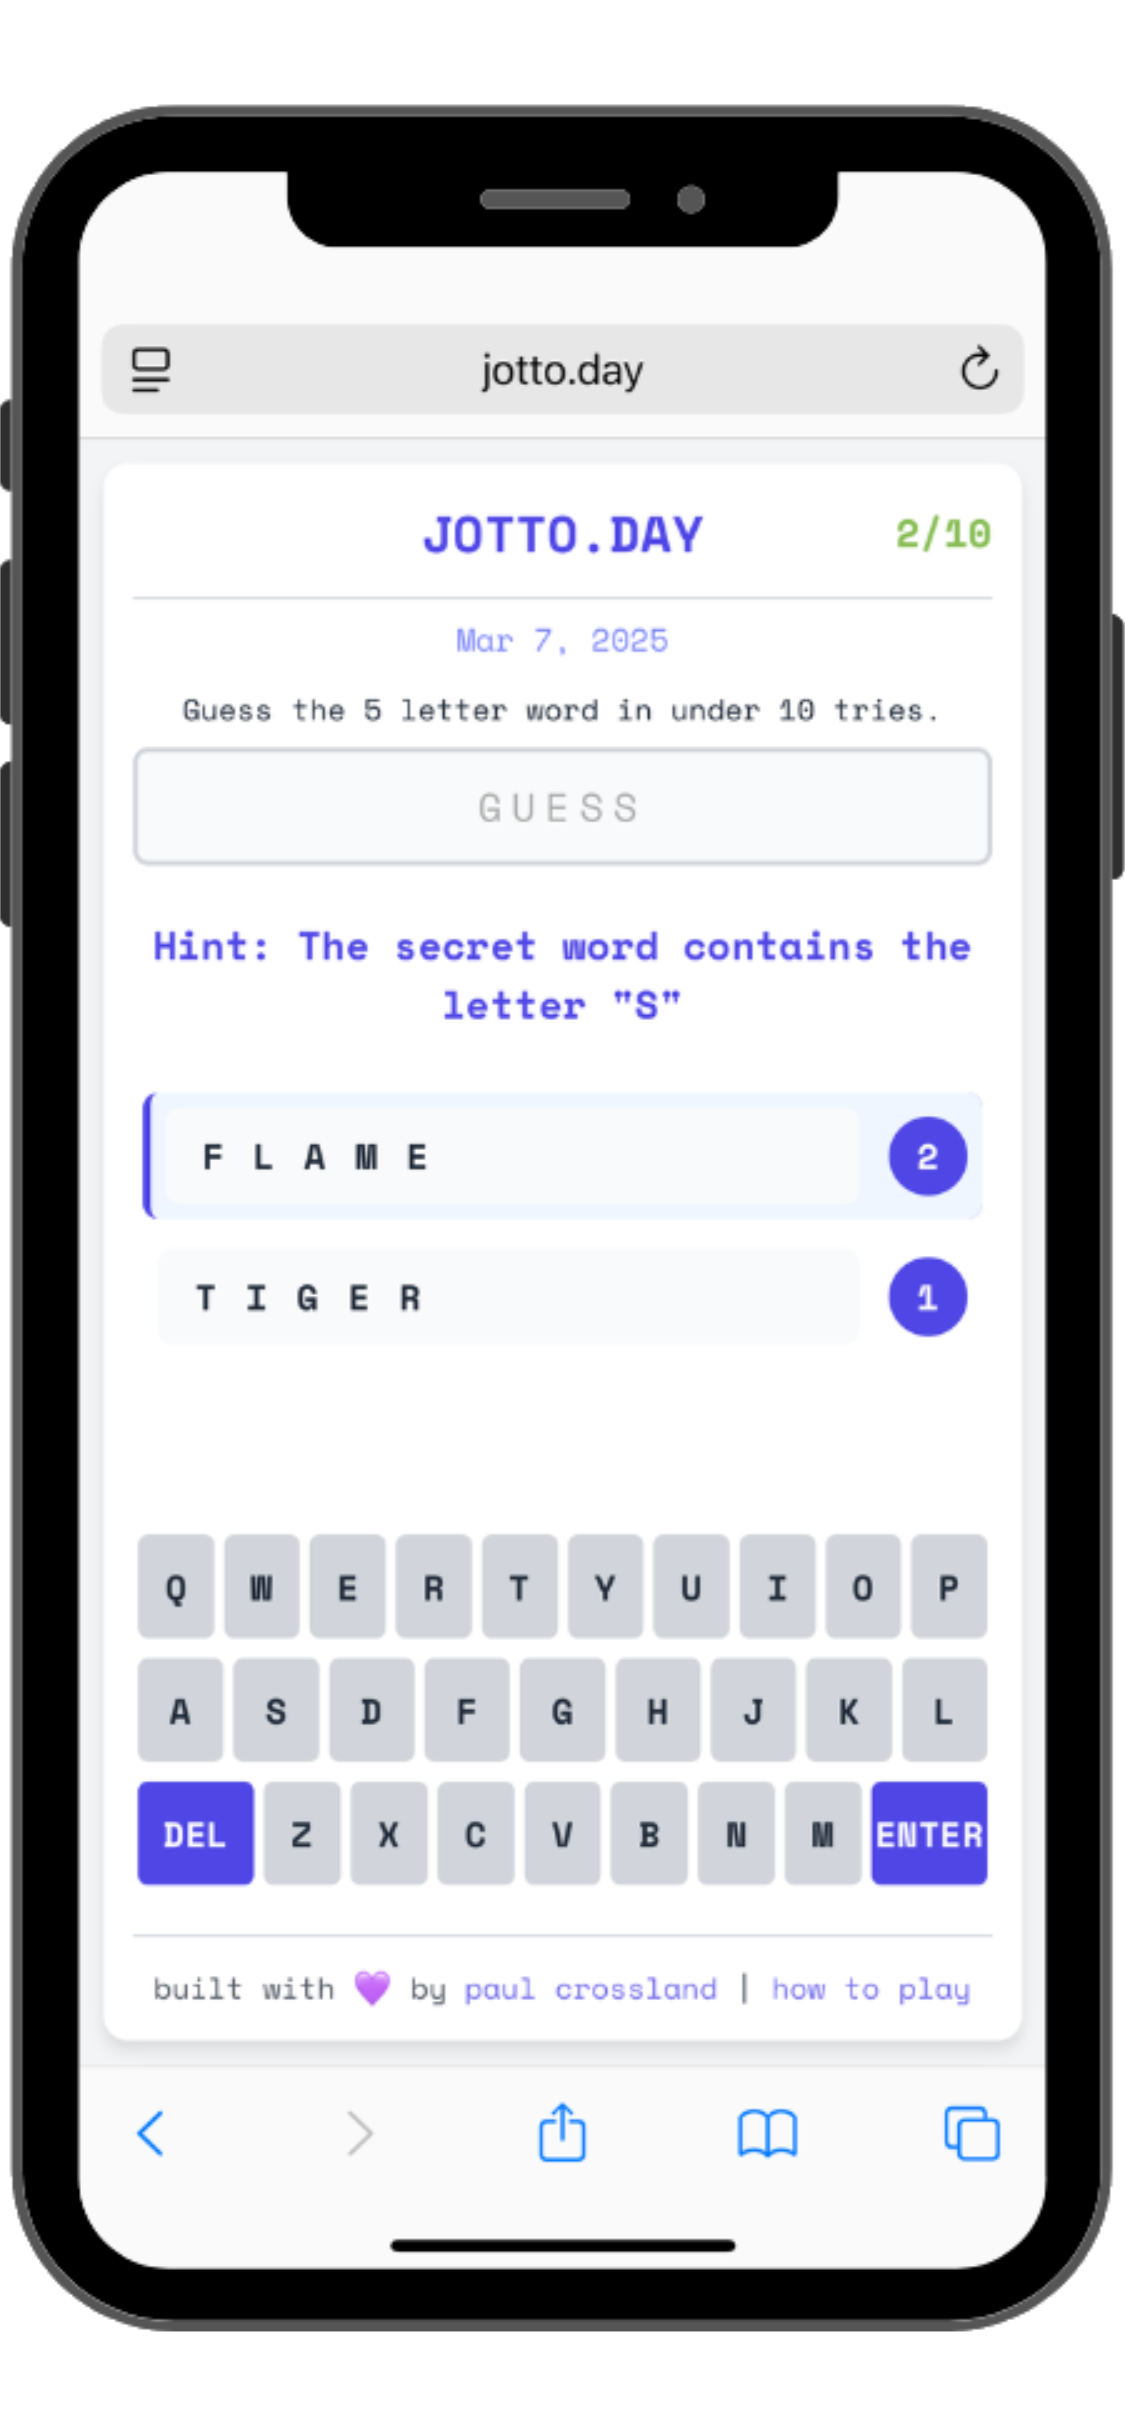 jotto.day
JOTTO.DAY 2/10
Mar 7, 2025
Guess the 5 letter word in under 10 tries.
GUESS
Hint: The secret word contains the
letter "S"
F L A M E 2
T I G E R 1
Q W E R T Y U I O P
A S D F G H J K L
DEL Z X C V B N M ENTER
built with 💜 by paul crossland | how to play